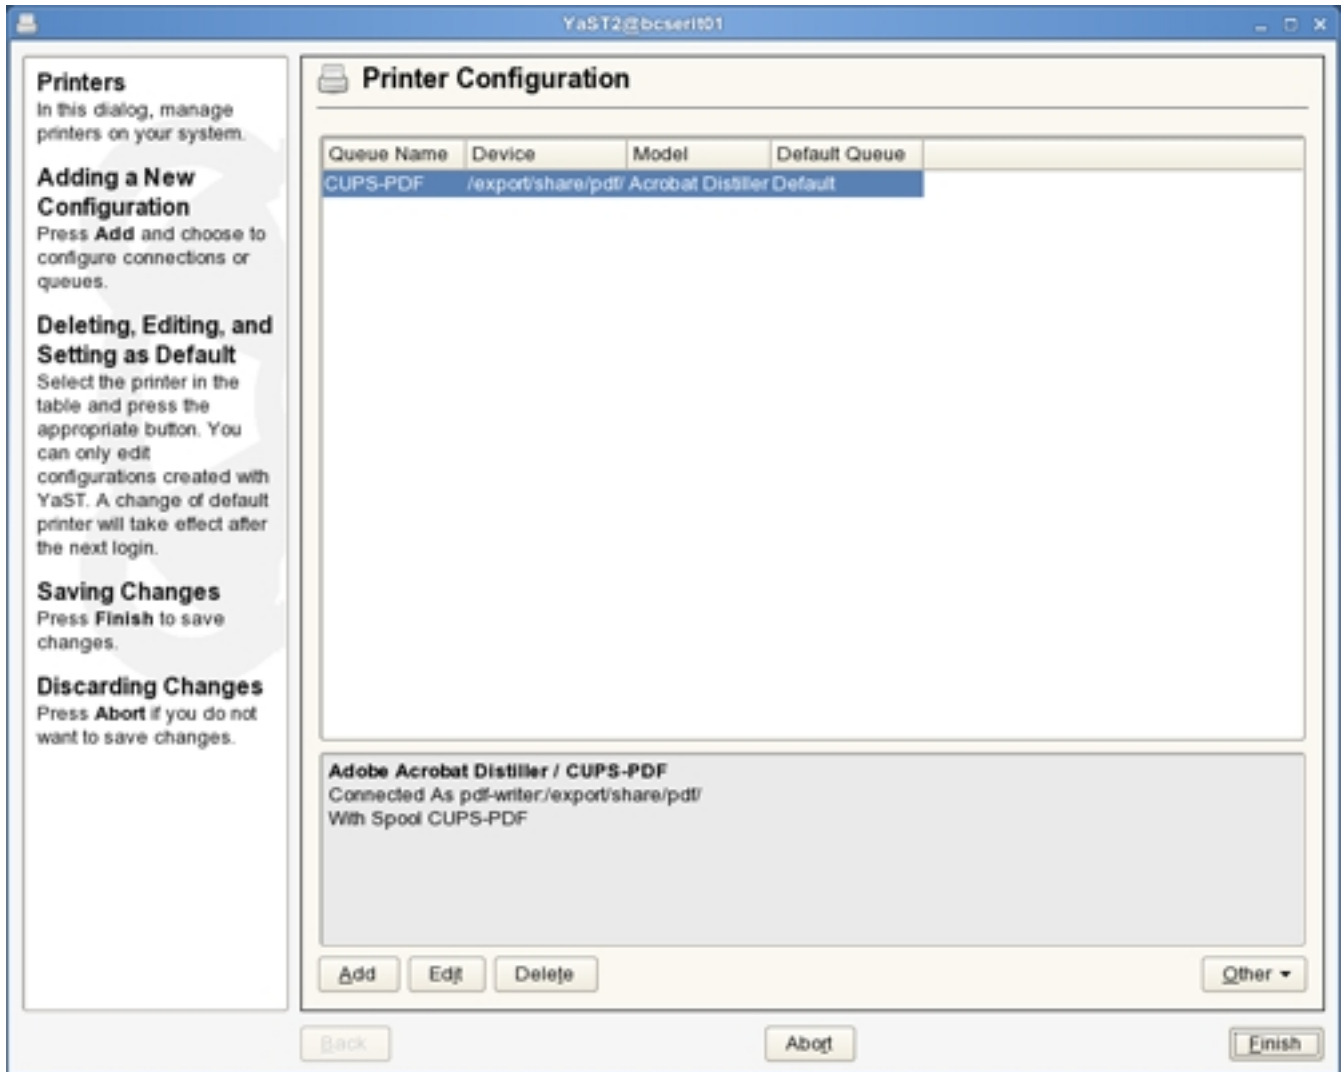 YaST2@bcserit01
Printers
In this dialog, manage
printers on your system.
Adding a New
Configuration
Press Add and choose to
configure connections or
queues.
Deleting, Editing, and
Setting as Default
Select the printer in the
table and press the
appropriate button. You
can only edit
configurations created with
YaST. A change of default
printer will take effect after
the next login.
Saving Changes
Press Finish to save
changes.
Discarding Changes
Press Abort if you do not
want to save changes.
Printer Configuration
Queue Name Device Model Default Queue
CUPS-PDF /export/share/pdf/ Acrobat Distiller Default
Adobe Acrobat Distiller / CUPS-PDF
Connected As pdf-writer:/export/share/pdf/
With Spool CUPS-PDF
Add Edit Delete Other
Back Abort Finish